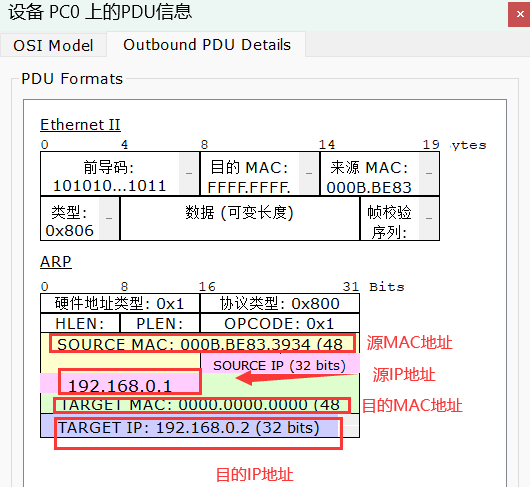 设备 PC0 上的PDU信息
×
OSI Model Outbound PDU Details
PDU Formats
Ethernet II
0 4 8 14 19 ytes
前导码: 101010...1011
目的 MAC: FFFF.FFFF.
来源 MAC: 000B.BE83
类型: 0x806
数据 (可变长度)
帧校验序列:
ARP
0 8 16 31 Bits
硬件地址类型: 0x1 协议类型: 0x800
HLEN: PLEN: OPCODE: 0x1
SOURCE MAC: 000B.BE83.3934 (48 源MAC地址
SOURCE IP (32 bits)
192.168.0.1 源IP地址
TARGET MAC: 0000.0000.0000 (48 目的MAC地址
TARGET IP: 192.168.0.2 (32 bits)
目的IP地址